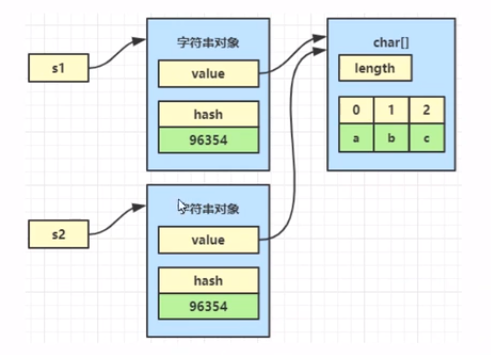 s1
字符串对象
value
hash
96354
char[]
length
0 1 2
a b c
s2
字符串对象
value
hash
96354